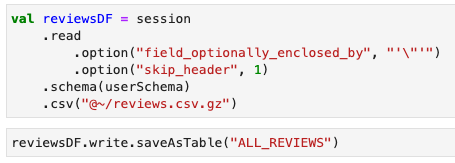 val reviewsDF = session
    .read
        .option("field_optionally_enclosed_by", "'\"'")
        .option("skip_header", 1)
    .schema(userSchema)
    .csv("@~/reviews.csv.gz")
reviewsDF.write.saveAsTable("ALL_REVIEWS")